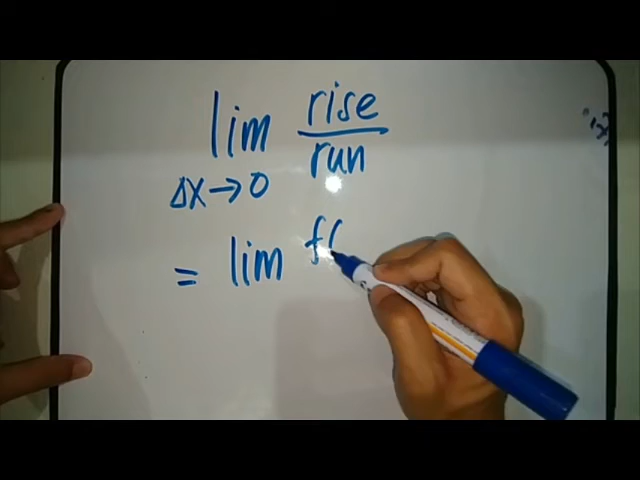 lim rise/run
Δx→0
= lim f(